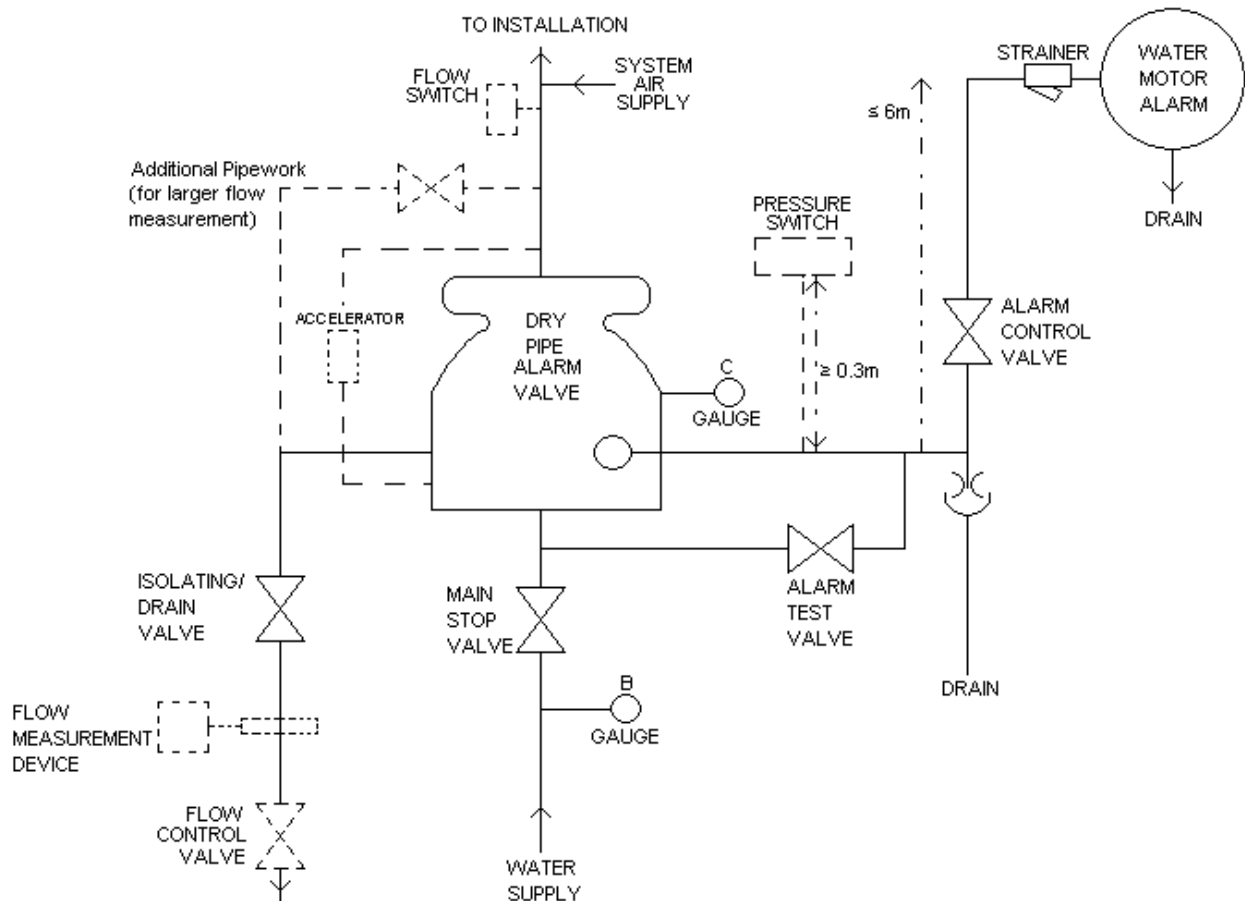 TO INSTALLATION
FLOW
SWITCH
SYSTEM
AIR
SUPPLY
STRAINER
WATER
MOTOR
ALARM
≤ 6m
Additional Pipework
(for larger flow
measurement)
PRESSURE
SWITCH
DRAIN
ACCELERATOR
DRY
PIPE
ALARM
VALVE
ALARM
CONTROL
VALVE
≥ 0.3m
C
GAUGE
ISOLATING/
DRAIN
VALVE
MAIN
STOP
VALVE
ALARM
TEST
VALVE
DRAIN
B
GAUGE
FLOW
MEASUREMENT
DEVICE
FLOW
CONTROL
VALVE
WATER
SUPPLY